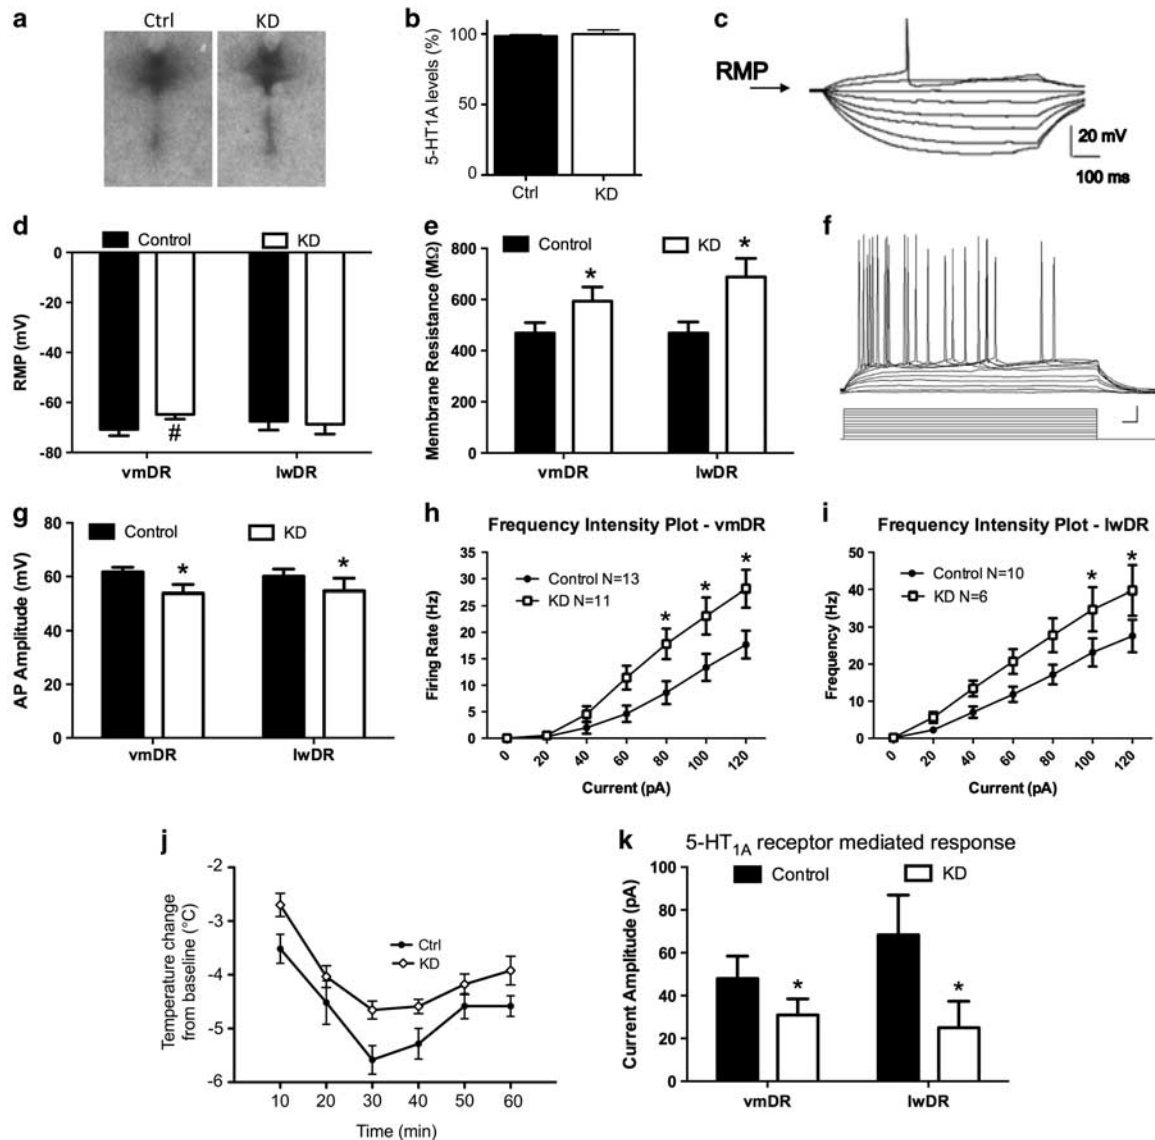 a
Ctrl
KD
b
5-HT1A levels (%)
100
50
0
Ctrl
KD
c
RMP
20 mV
100 ms
d
Control
KD
RMP (mV)
0
-20
-40
-60
-80
#
vmDR
lwDR
e
Control
KD
Membrane Resistance (MΩ)
800
600
400
200
0
*
*
vmDR
lwDR
f
g
Control
KD
AP Amplitude (mV)
80
60
40
20
0
*
*
vmDR
lwDR
h
Frequency Intensity Plot - vmDR
Control N=13
KD N=11
Firing Rate (Hz)
35
30
25
20
15
10
5
0
*
*
*
0
20
40
60
80
100
120
Current (pA)
i
Frequency Intensity Plot - lwDR
Control N=10
KD N=6
Frequency (Hz)
50
40
30
20
10
0
*
*
0
20
40
60
80
100
120
Current (pA)
j
Temperature change
from baseline (°C)
-2
-3
-4
-5
-6
Ctrl
KD
10
20
30
40
50
60
Time (min)
k
5-HT1A receptor mediated response
Control
KD
Current Amplitude (pA)
100
80
60
40
20
0
*
*
vmDR
lwDR